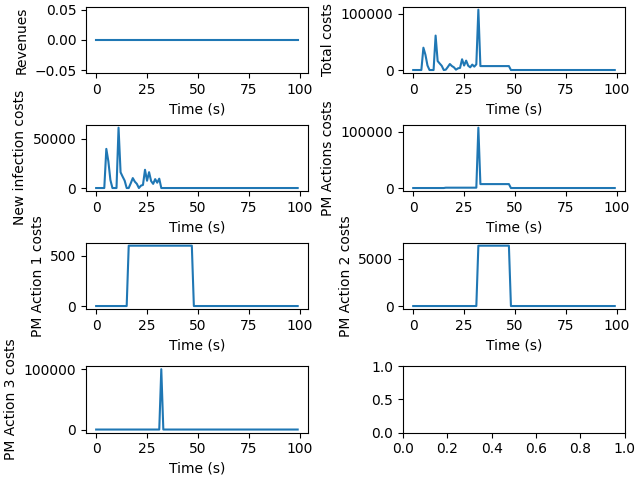 Revenues
0.05
0.00
−0.05
0 25 50 75 100
Time (s)
Total costs
100000
0
0 25 50 75 100
Time (s)
New infection costs
50000
0
0 25 50 75 100
Time (s)
PM Actions costs
100000
0
0 25 50 75 100
Time (s)
PM Action 1 costs
500
0
0 25 50 75 100
Time (s)
PM Action 2 costs
5000
0
0 25 50 75 100
Time (s)
PM Action 3 costs
100000
0
0 25 50 75 100
Time (s)
1.0
0.5
0.0
0.0 0.2 0.4 0.6 0.8 1.0